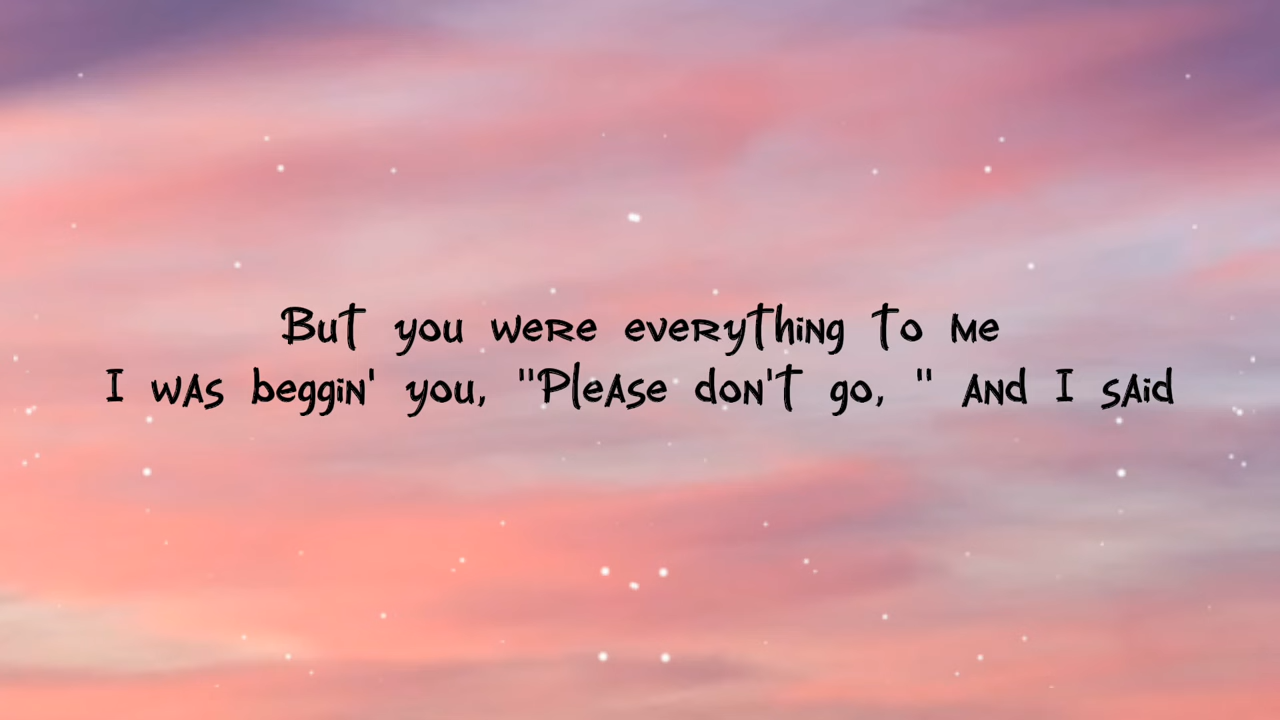 But you were everything to me
I was beggin' you, "Please don't go, " and I said